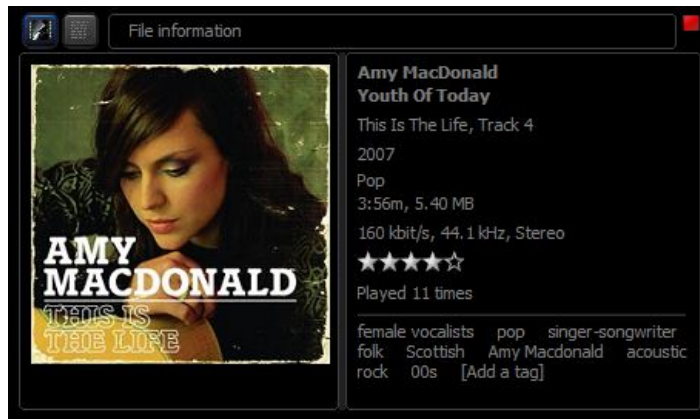 File information
AMY
MACDONALD
THIS IS
THE LIFE
Amy MacDonald
Youth Of Today
This Is The Life, Track 4
2007
Pop
3:56m, 5.40 MB
160 kbit/s, 44.1 kHz, Stereo
Played 11 times
female vocalists pop singer-songwriter
folk Scottish Amy Macdonald acoustic
rock 00s [Add a tag]